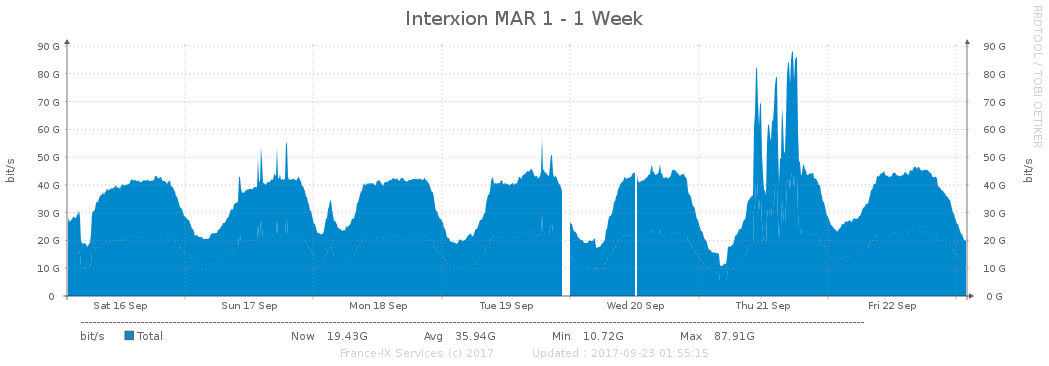 Interxion MAR 1 - 1 Week
RRDTOOL / TOBI OETIKER
bit/s
90 G
80 G
70 G
60 G
50 G
40 G
30 G
20 G
10 G
0
90 G
80 G
70 G
60 G
50 G
40 G
30 G
20 G
10 G
0 G
bit/s
Sat 16 Sep Sun 17 Sep Mon 18 Sep Tue 19 Sep Wed 20 Sep Thu 21 Sep Fri 22 Sep
bit/s Total Now 19.43G Avg 35.94G Min 10.72G Max 87.91G
France-IX Services (c) 2017 Updated : 2017-09-23 01:55:15